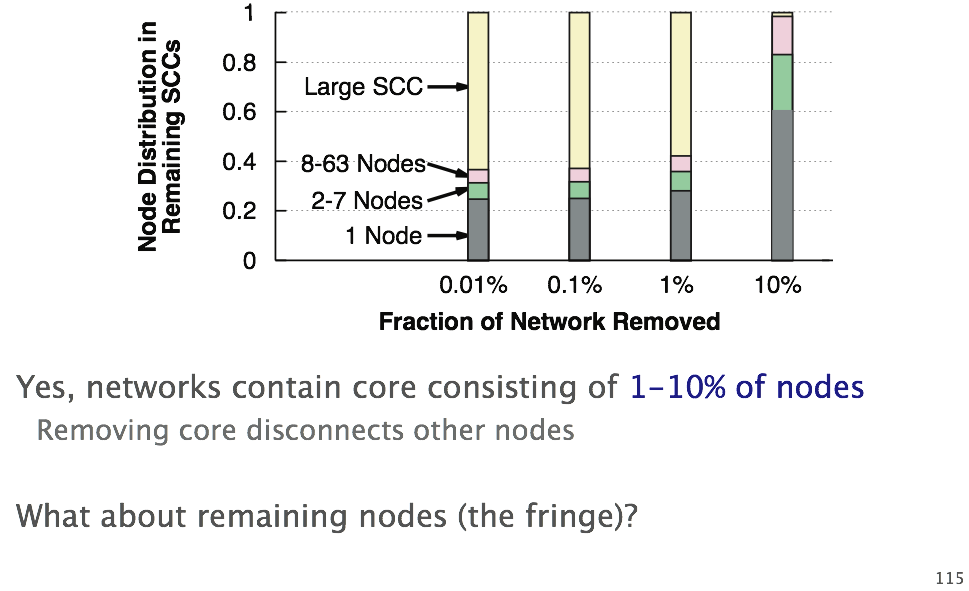 Node Distribution in
Remaining SCCs
1
0.8
0.6
0.4
0.2
0
Large SCC
8-63 Nodes
2-7 Nodes
1 Node
0.01% 0.1% 1% 10%
Fraction of Network Removed
Yes, networks contain core consisting of 1–10% of nodes
Removing core disconnects other nodes
What about remaining nodes (the fringe)?
115